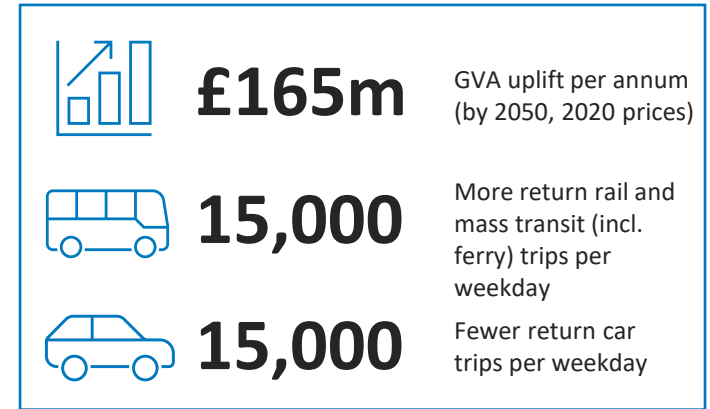 £165m
GVA uplift per annum
(by 2050, 2020 prices)
15,000
More return rail and
mass transit (incl.
ferry) trips per
weekday
15,000
Fewer return car
trips per weekday